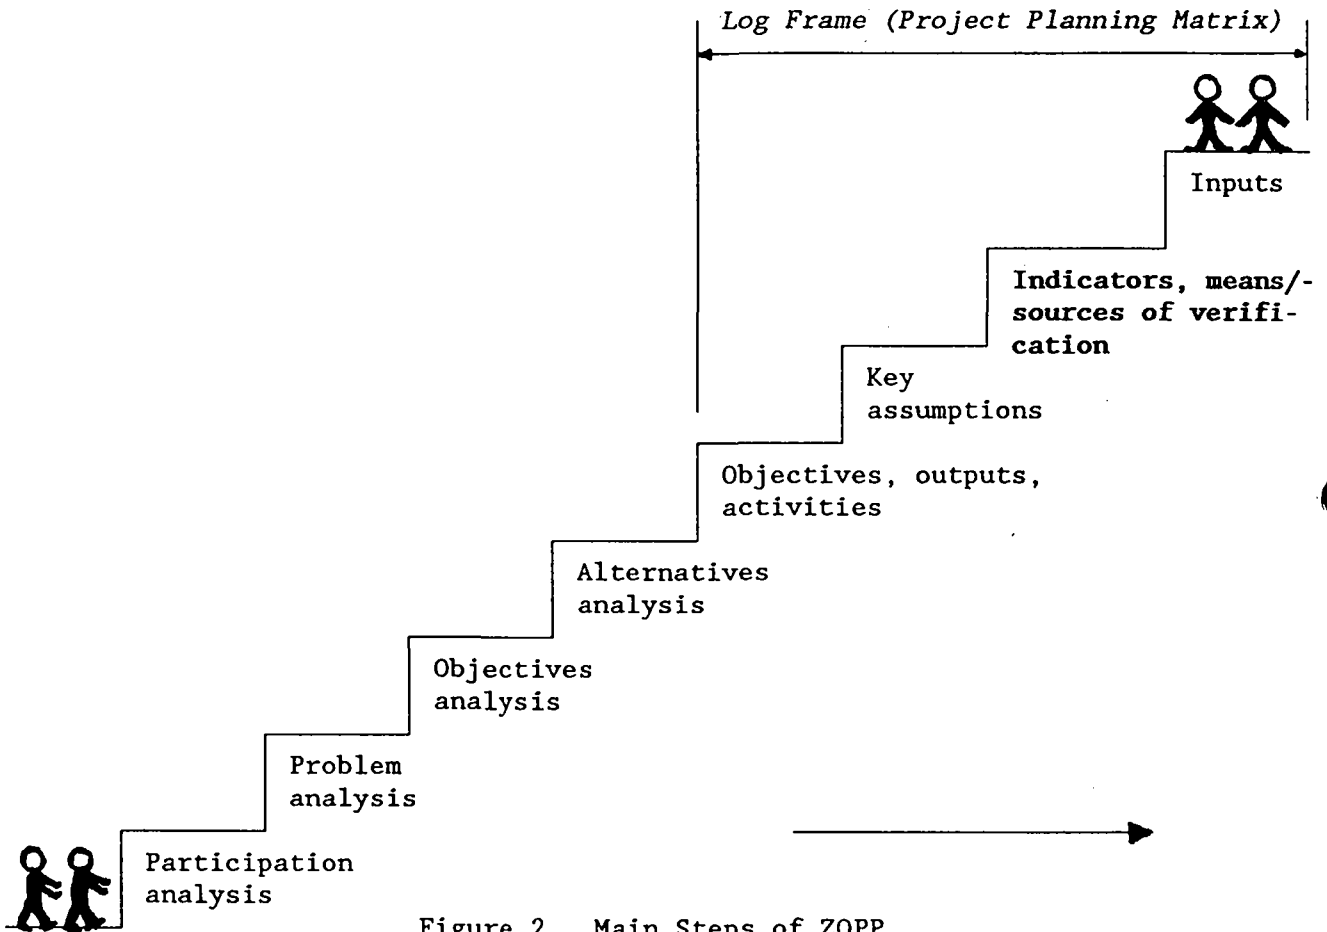 Log Frame (Project Planning Matrix)
Inputs
Indicators, means/-
sources of verifi-
cation
Key
assumptions
Objectives, outputs,
activities
Alternatives
analysis
Objectives
analysis
Problem
analysis
Participation
analysis
Figure 2 Main Steps of ZOPP